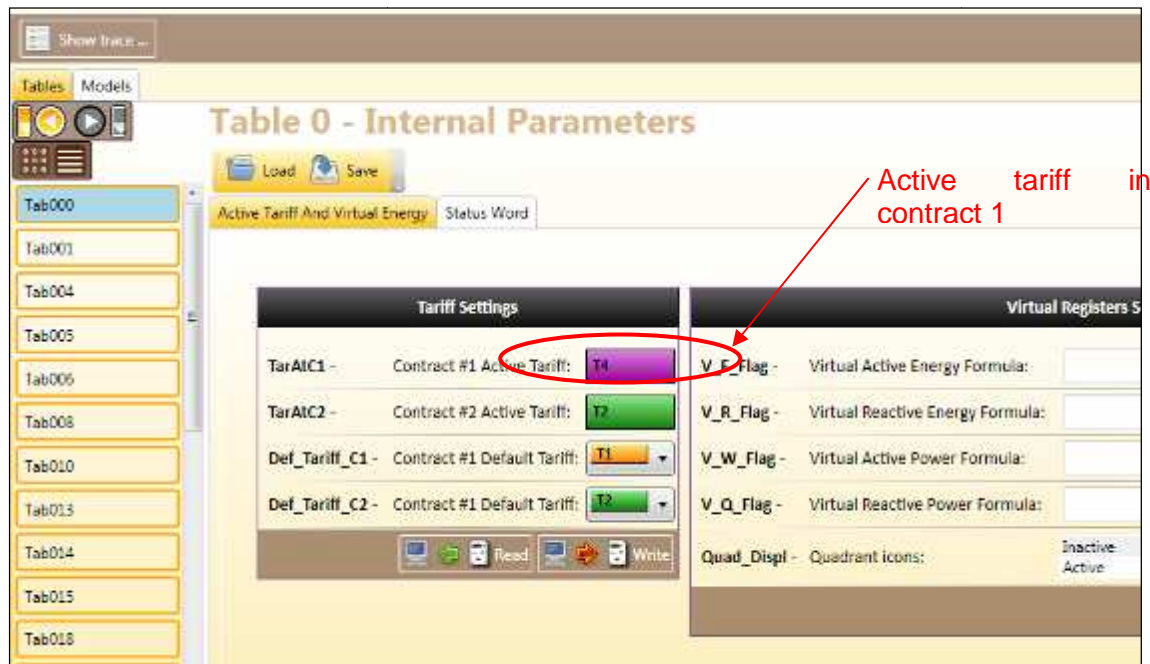 Show trace ...
Tables Models
Table 0 - Internal Parameters
Load Save
Active tariff in
contract 1
Active Tariff And Virtual Energy Status Word
Tab000
Tab001
Tab004
Tab005
Tab006
Tab008
Tab010
Tab013
Tab014
Tab015
Tab018
Tariff Settings
TarAtC1 - Contract #1 Active Tariff: T4
TarAtC2 - Contract #2 Active Tariff: T2
Def_Tariff_C1 - Contract #1 Default Tariff: T1
Def_Tariff_C2 - Contract #1 Default Tariff: T2
Read Write
Virtual Registers S
V_E_Flag - Virtual Active Energy Formula:
V_R_Flag - Virtual Reactive Energy Formula:
V_W_Flag - Virtual Active Power Formula:
V_Q_Flag - Virtual Reactive Power Formula:
Quad_Displ - Quadrant icons: Inactive
Active